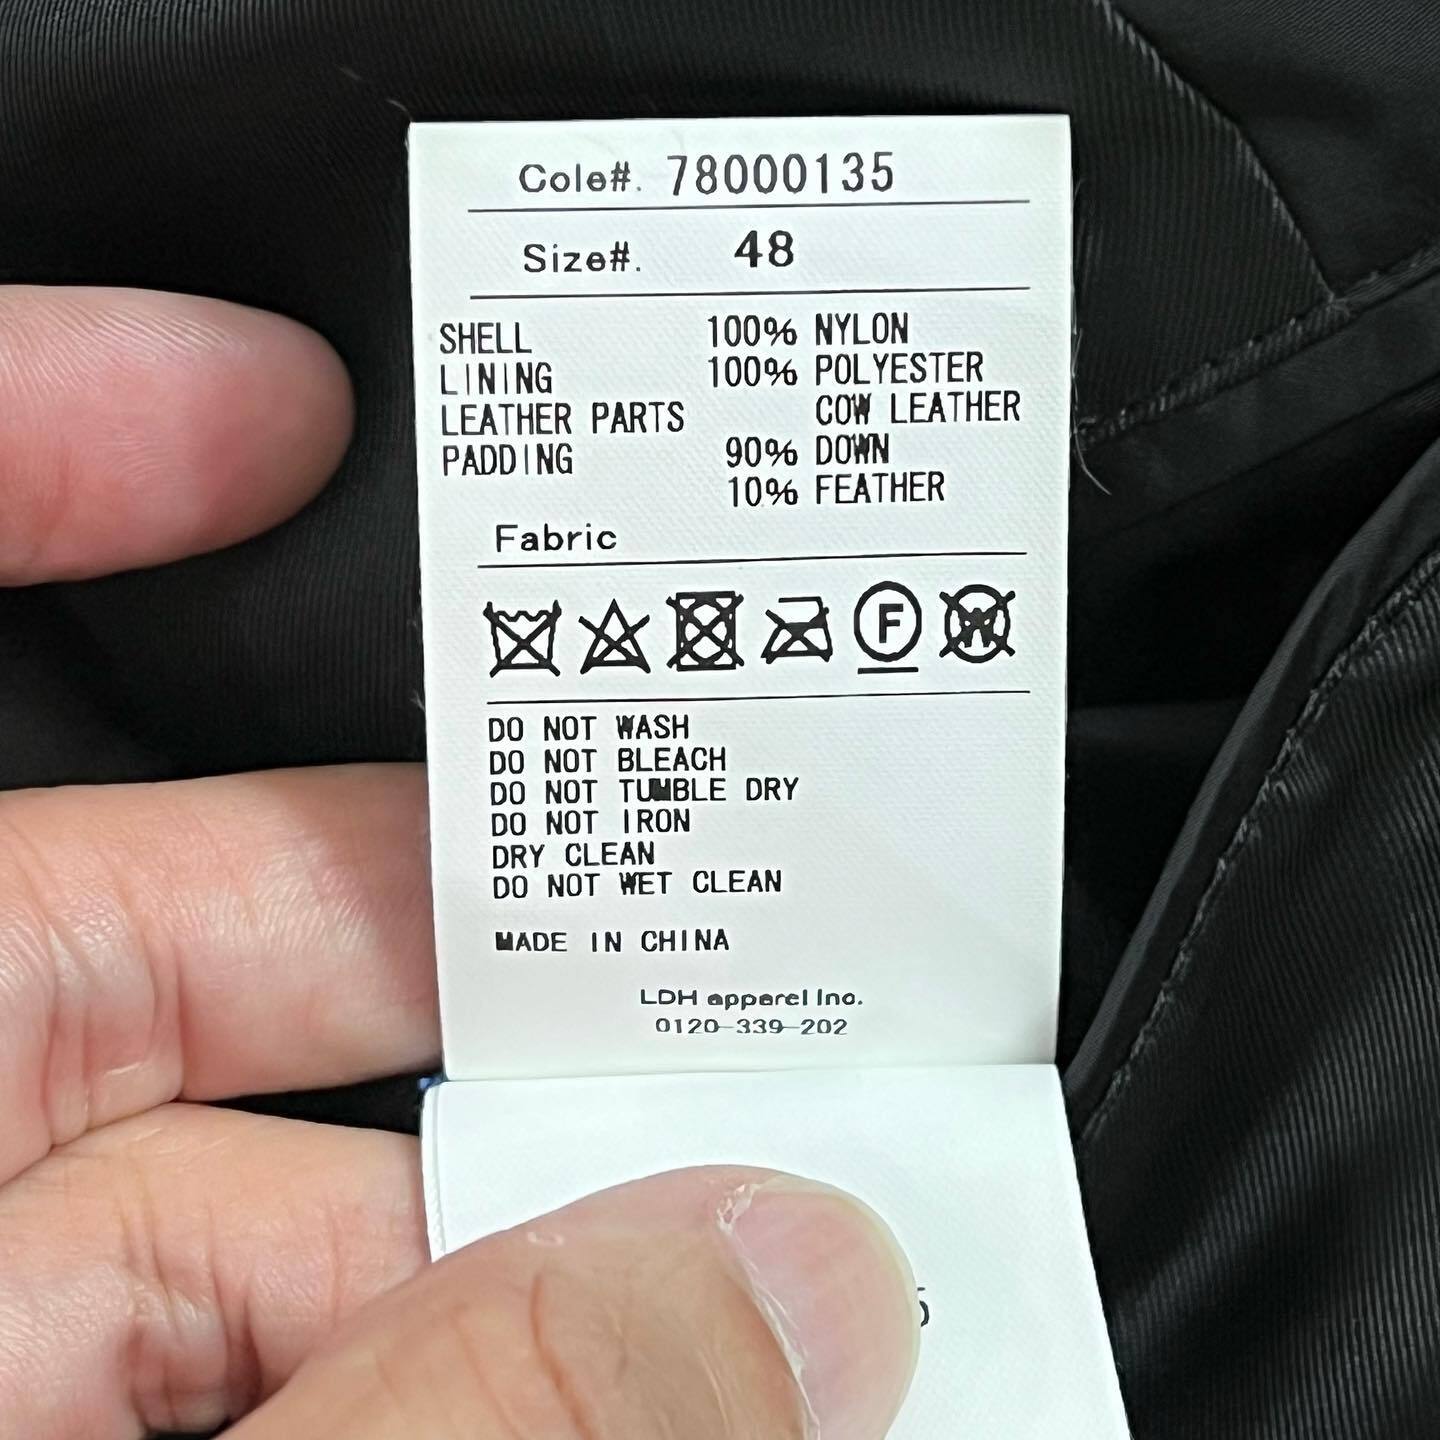 Cole#. 78000135
Size#. 48
SHELL 100% NYLON
LINING 100% POLYESTER
LEATHER PARTS COW LEATHER
PADDING 90% DOWN
10% FEATHER
Fabric
F W
DO NOT WASH
DO NOT BLEACH
DO NOT TUMBLE DRY
DO NOT IRON
DRY CLEAN
DO NOT WET CLEAN
MADE IN CHINA
LDH apparel Inc.
0120-339-202